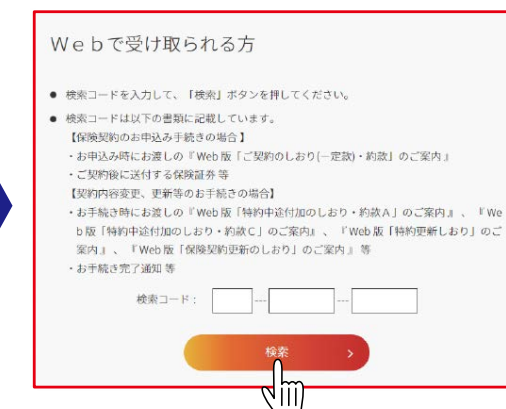 Ｗｅｂで受け取られる方
● 検索コードを入力して、「検索」ボタンを押してください。
● 検索コードは以下の書類に記載しています。
【保険契約のお申込み手続きの場合】
・お申込み時にお渡しの『Web版「ご契約のしおり(一定款)・約款」のご案内』
・ご契約後に送付する保険証券 等
【契約内容変更、更新等のお手続きの場合】
・お手続き時にお渡しの『Web版「特約中途付加のしおり・約款Ａ」のご案内』、『We
b版「特約中途付加のしおり・約款Ｃ」のご案内』、『Web版「特約更新しおり」のご
案内』、『Web版「保険契約更新のしおり」のご案内』 等
・お手続き完了通知 等
検索コード： --- ---
検索 >